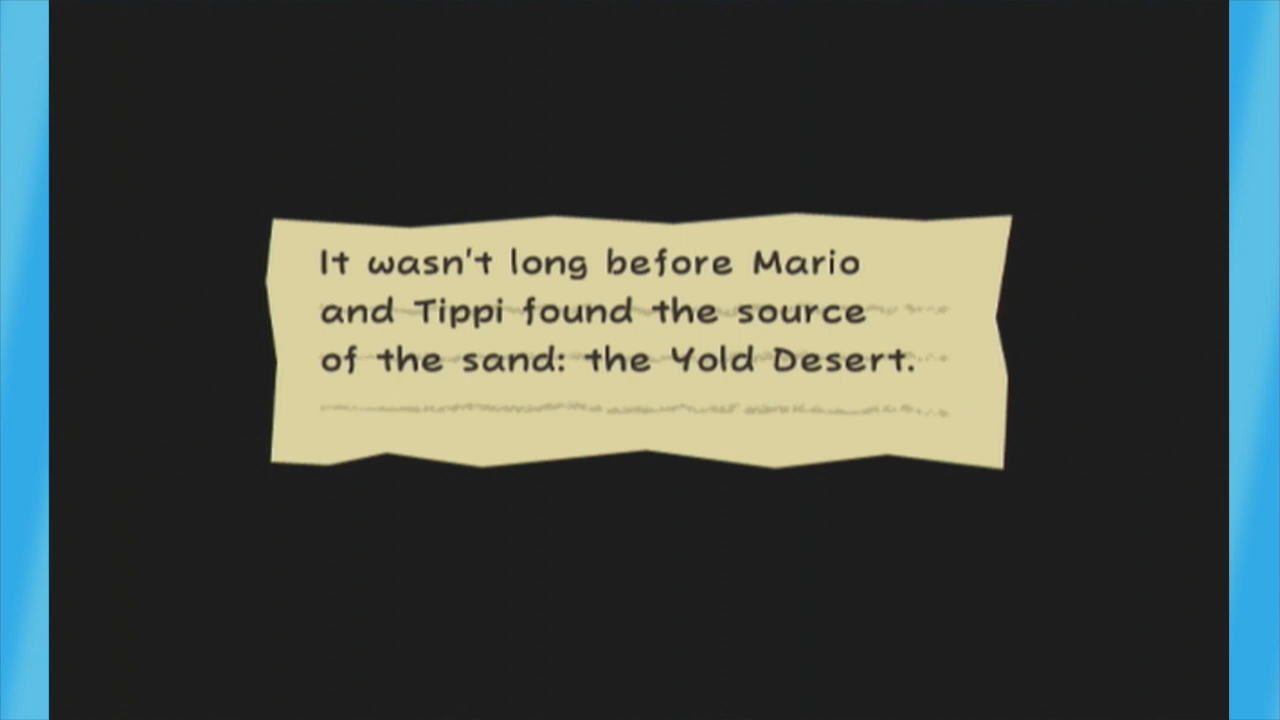 It wasn't long before Mario
and Tippi found the source
of the sand: the Yold Desert.